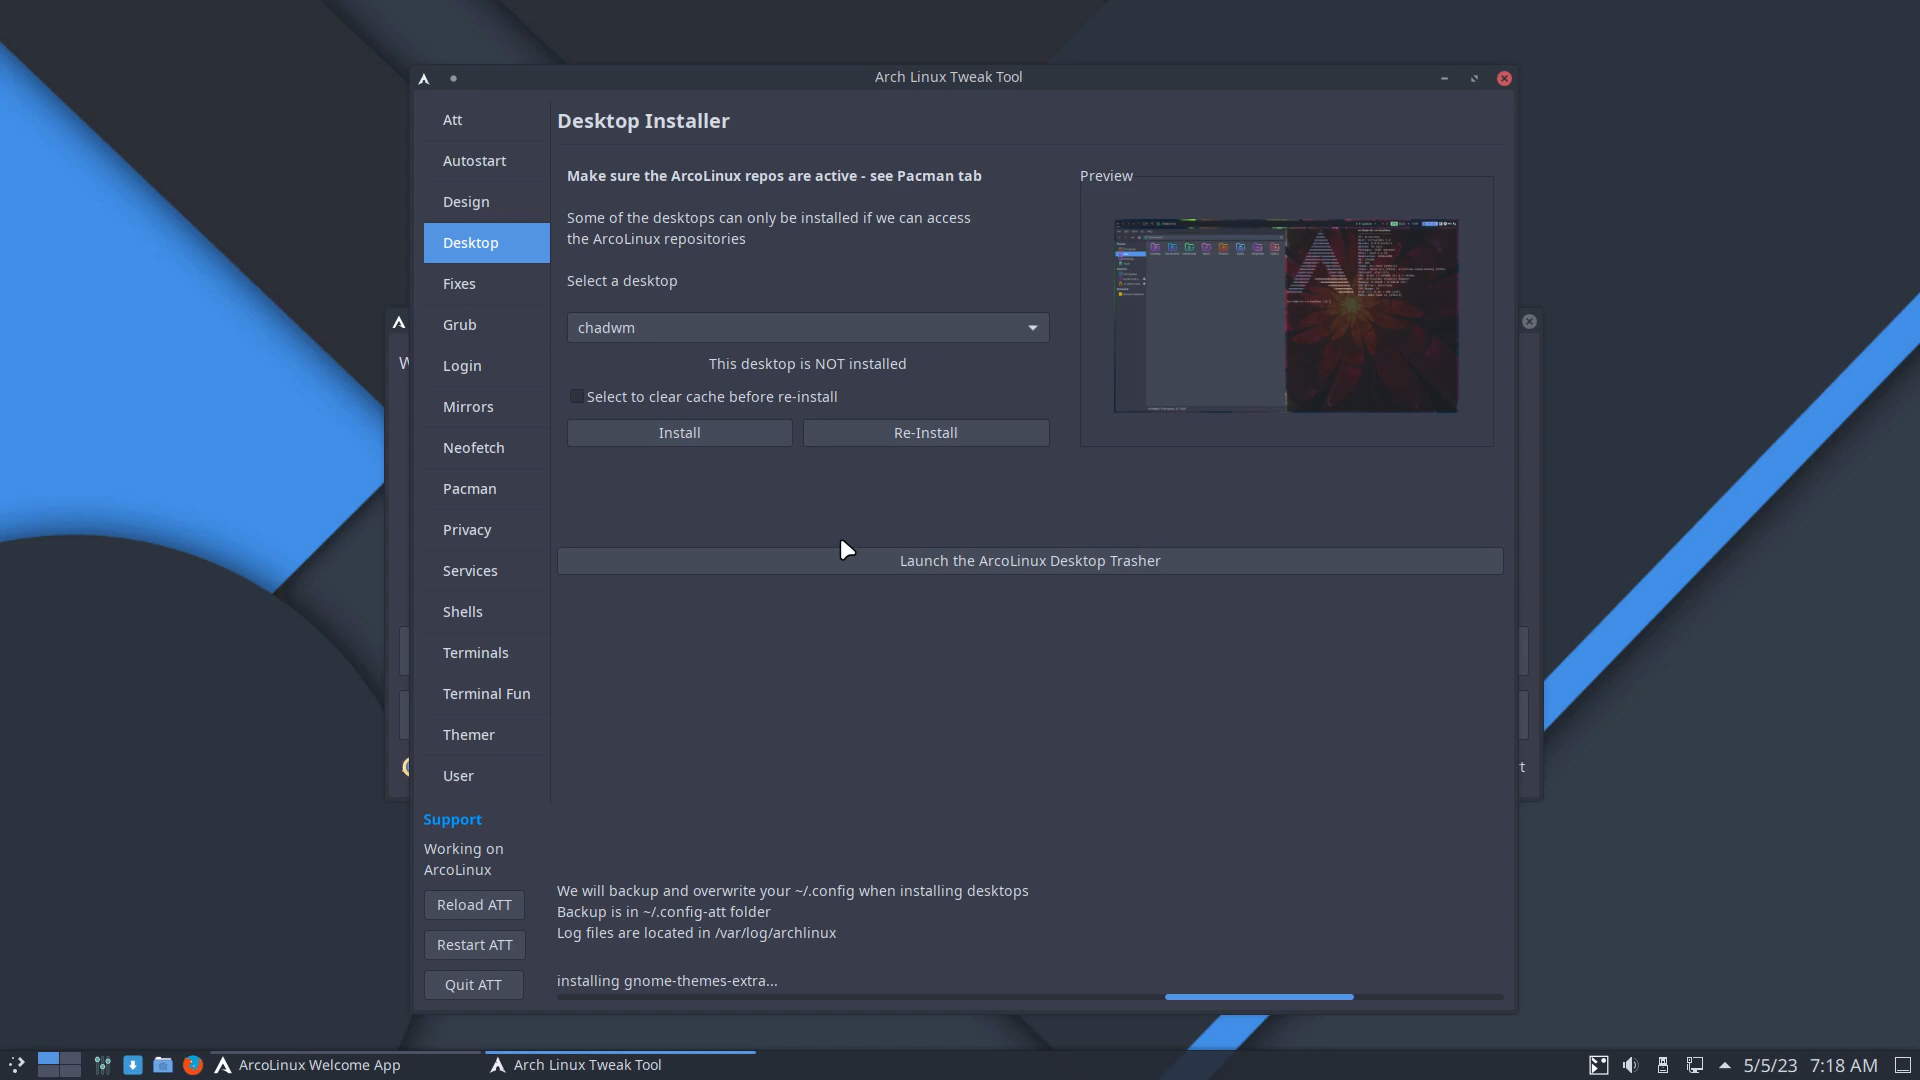 Arch Linux Tweak Tool
Att
Autostart
Design
Desktop
Fixes
Grub
Login
Mirrors
Neofetch
Pacman
Privacy
Services
Shells
Terminals
Terminal Fun
Themer
User
Support
Working on
ArcoLinux
Reload ATT
Restart ATT
Quit ATT
Desktop Installer
Make sure the ArcoLinux repos are active - see Pacman tab
Some of the desktops can only be installed if we can access
the ArcoLinux repositories
Select a desktop
chadwm
This desktop is NOT installed
Select to clear cache before re-install
Install
Re-Install
Preview
Launch the ArcoLinux Desktop Trasher
We will backup and overwrite your ~/.config when installing desktops
Backup is in ~/.config-att folder
Log files are located in /var/log/archlinux
installing gnome-themes-extra...
ArcoLinux Welcome App
Arch Linux Tweak Tool
5/5/23 7:18 AM